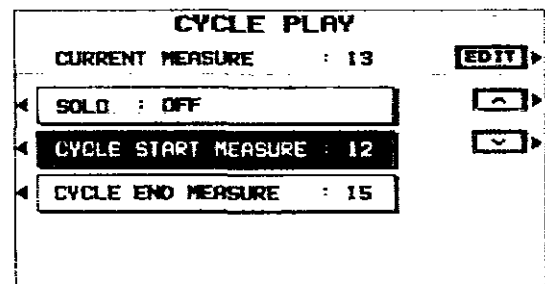 CYCLE PLAY
CURRENT MEASURE : 13 EDIT
SOLO : OFF
CYCLE START MEASURE : 12
CYCLE END MEASURE : 15